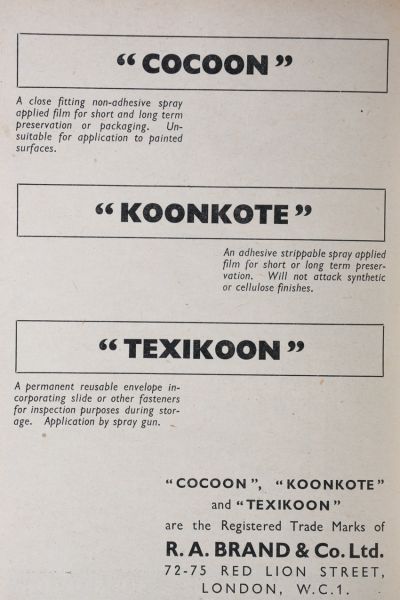 “COCOON”
A close fitting non-adhesive spray
applied film for short and long term
preservation or packaging. Un-
suitable for application to painted
surfaces.
“KOONKOTE”
An adhesive strippable spray applied
film for short or long term preser-
vation. Will not attack synthetic
or cellulose finishes.
“TEXIKOON”
A permanent reusable envelope in-
corporating slide or other fasteners
for inspection purposes during stor-
age. Application by spray gun.
“COCOON”, “KOONKOTE”
and “TEXIKOON”
are the Registered Trade Marks of
R. A. BRAND & Co. Ltd.
72-75 RED LION STREET,
LONDON, W.C.1.